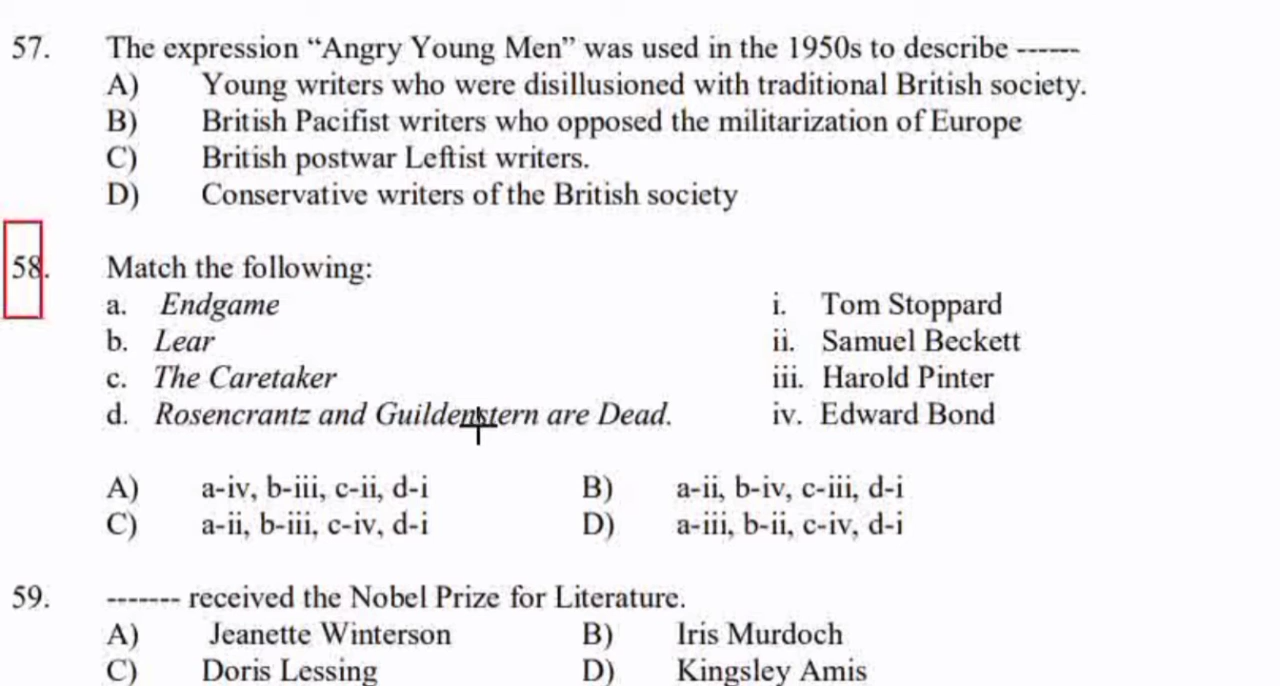 57. The expression “Angry Young Men” was used in the 1950s to describe ------
A) Young writers who were disillusioned with traditional British society.
B) British Pacifist writers who opposed the militarization of Europe
C) British postwar Leftist writers.
D) Conservative writers of the British society
58. Match the following:
a. Endgame i. Tom Stoppard
b. Lear ii. Samuel Beckett
c. The Caretaker iii. Harold Pinter
d. Rosencrantz and Guildenstern are Dead. iv. Edward Bond
A) a-iv, b-iii, c-ii, d-i B) a-ii, b-iv, c-iii, d-i
C) a-ii, b-iii, c-iv, d-i D) a-iii, b-ii, c-iv, d-i
59. ------- received the Nobel Prize for Literature.
A) Jeanette Winterson B) Iris Murdoch
C) Doris Lessing D) Kingsley Amis